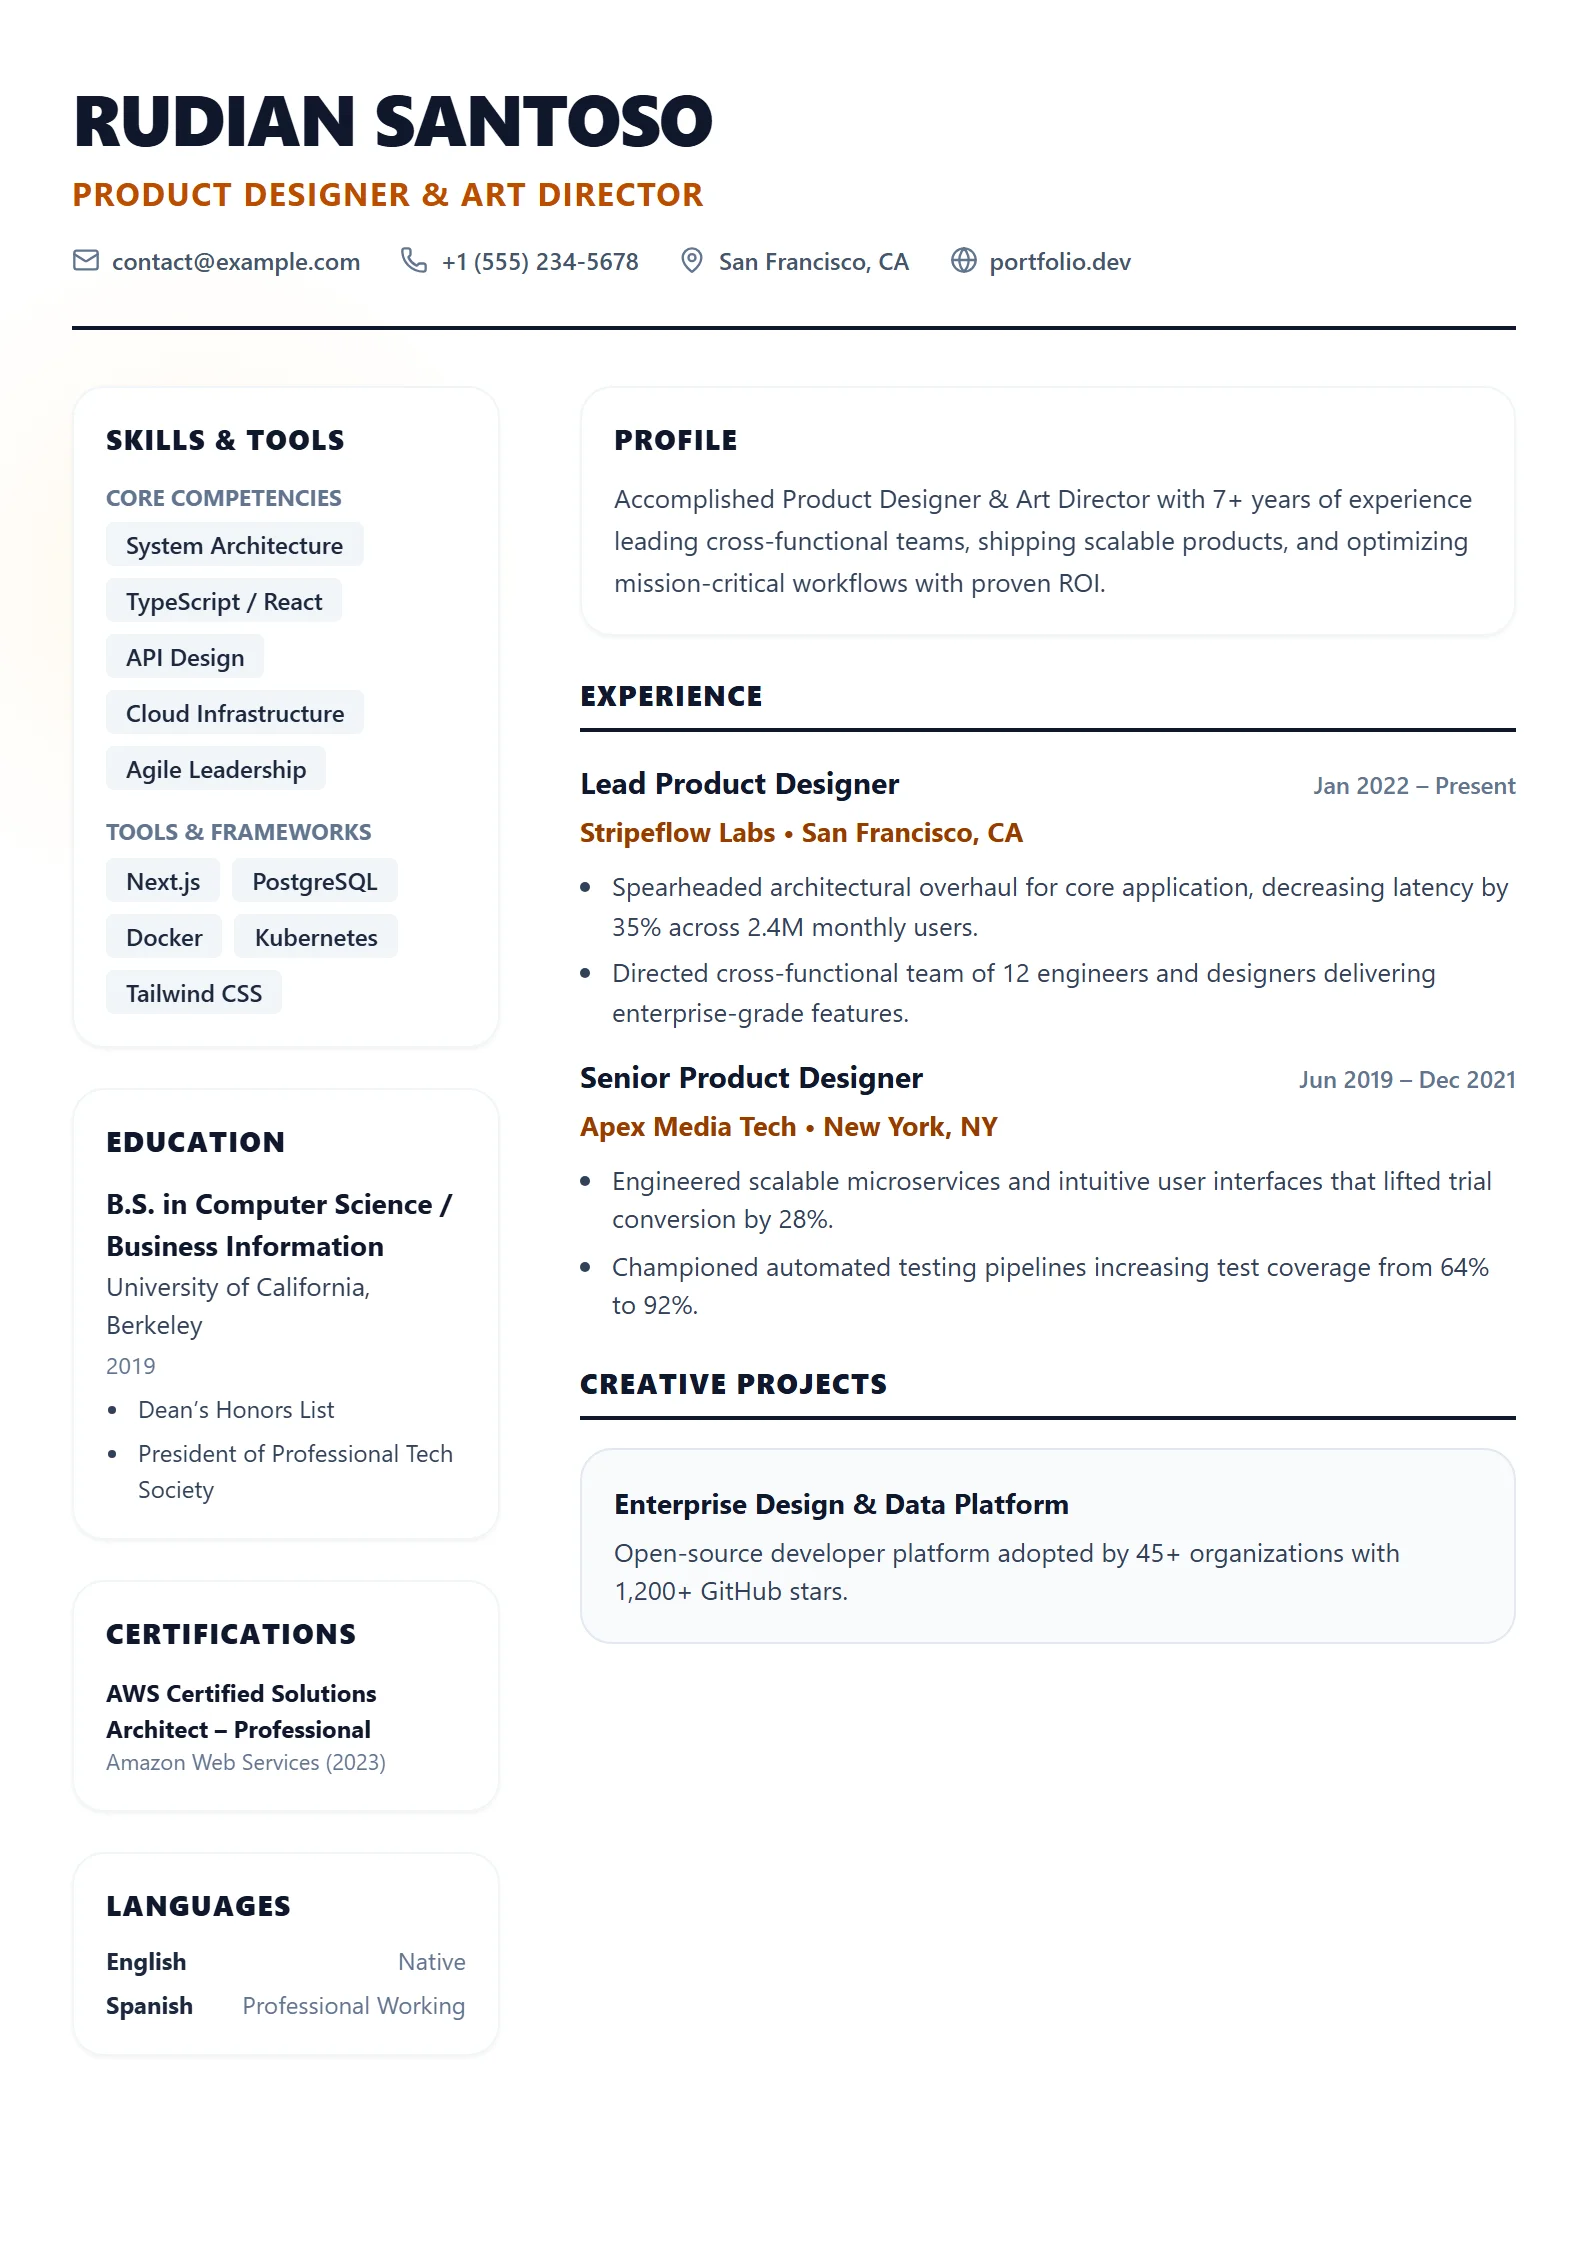 RUDIAN SANTOSO
PRODUCT DESIGNER & ART DIRECTOR
contact@example.com +1 (555) 234-5678 San Francisco, CA portfolio.dev
SKILLS & TOOLS
CORE COMPETENCIES
System Architecture
TypeScript / React
API Design
Cloud Infrastructure
Agile Leadership
TOOLS & FRAMEWORKS
Next.js PostgreSQL
Docker Kubernetes
Tailwind CSS
EDUCATION
B.S. in Computer Science /
Business Information
University of California,
Berkeley
2019
• Dean’s Honors List
• President of Professional Tech
Society
CERTIFICATIONS
AWS Certified Solutions
Architect – Professional
Amazon Web Services (2023)
LANGUAGES
English Native
Spanish Professional Working
PROFILE
Accomplished Product Designer & Art Director with 7+ years of experience
leading cross-functional teams, shipping scalable products, and optimizing
mission-critical workflows with proven ROI.
EXPERIENCE
Lead Product Designer Jan 2022 – Present
Stripeflow Labs • San Francisco, CA
• Spearheaded architectural overhaul for core application, decreasing latency by
35% across 2.4M monthly users.
• Directed cross-functional team of 12 engineers and designers delivering
enterprise-grade features.
Senior Product Designer Jun 2019 – Dec 2021
Apex Media Tech • New York, NY
• Engineered scalable microservices and intuitive user interfaces that lifted trial
conversion by 28%.
• Championed automated testing pipelines increasing test coverage from 64%
to 92%.
CREATIVE PROJECTS
Enterprise Design & Data Platform
Open-source developer platform adopted by 45+ organizations with
1,200+ GitHub stars.